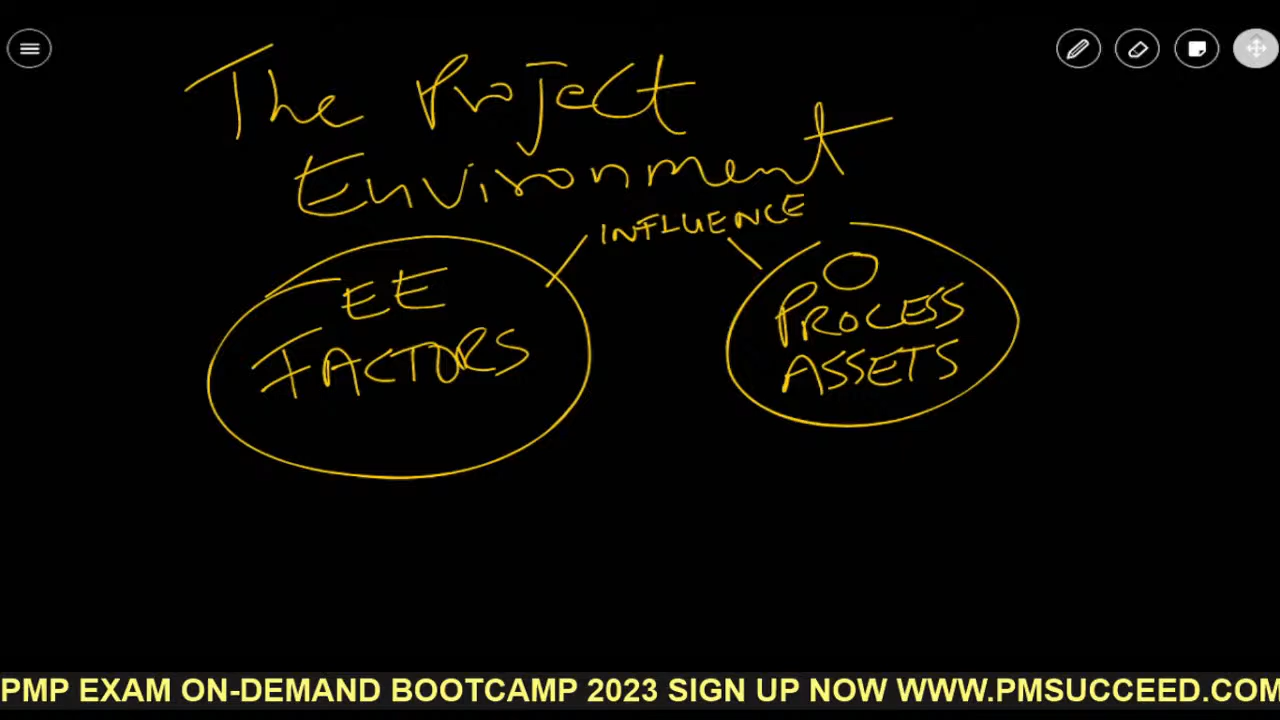 The Project
Environment
INFLUENCE
EE
FACTORS
O
PROCESS
ASSETS
PMP EXAM ON-DEMAND BOOTCAMP 2023 SIGN UP NOW WWW.PMSUCCEED.COM